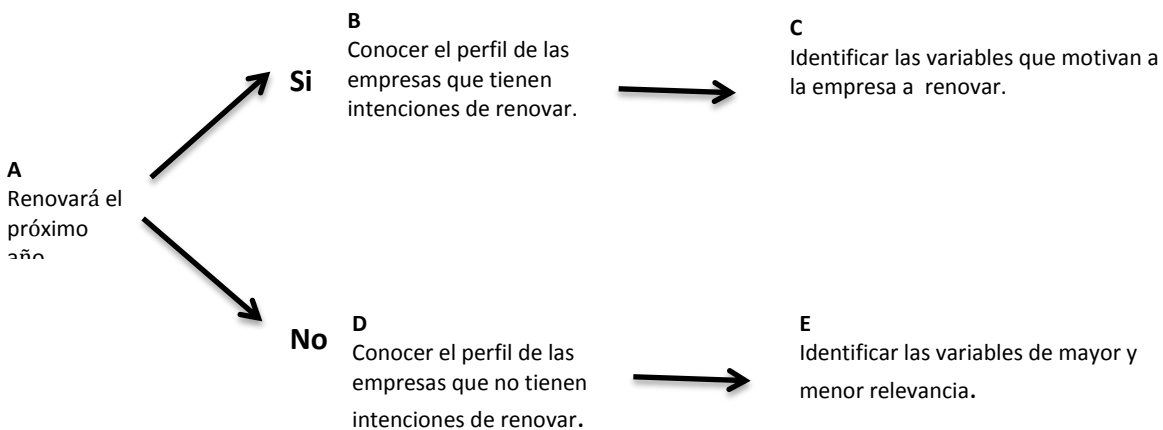 A
Renovará el
próximo
año
Si
B
Conocer el perfil de las
empresas que tienen
intenciones de renovar.
C
Identificar las variables que motivan a
la empresa a renovar.
No
D
Conocer el perfil de las
empresas que no tienen
intenciones de renovar.
E
Identificar las variables de mayor y
menor relevancia.